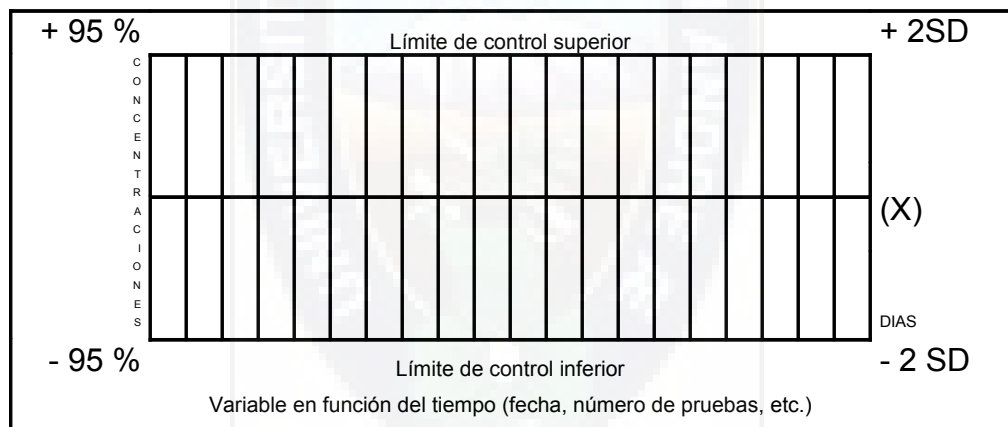 + 95 %
Límite de control superior
+ 2SD
CONCENTRACIONES
(X)
DIAS
- 95 %
Límite de control inferior
- 2 SD
Variable en función del tiempo (fecha, número de pruebas, etc.)